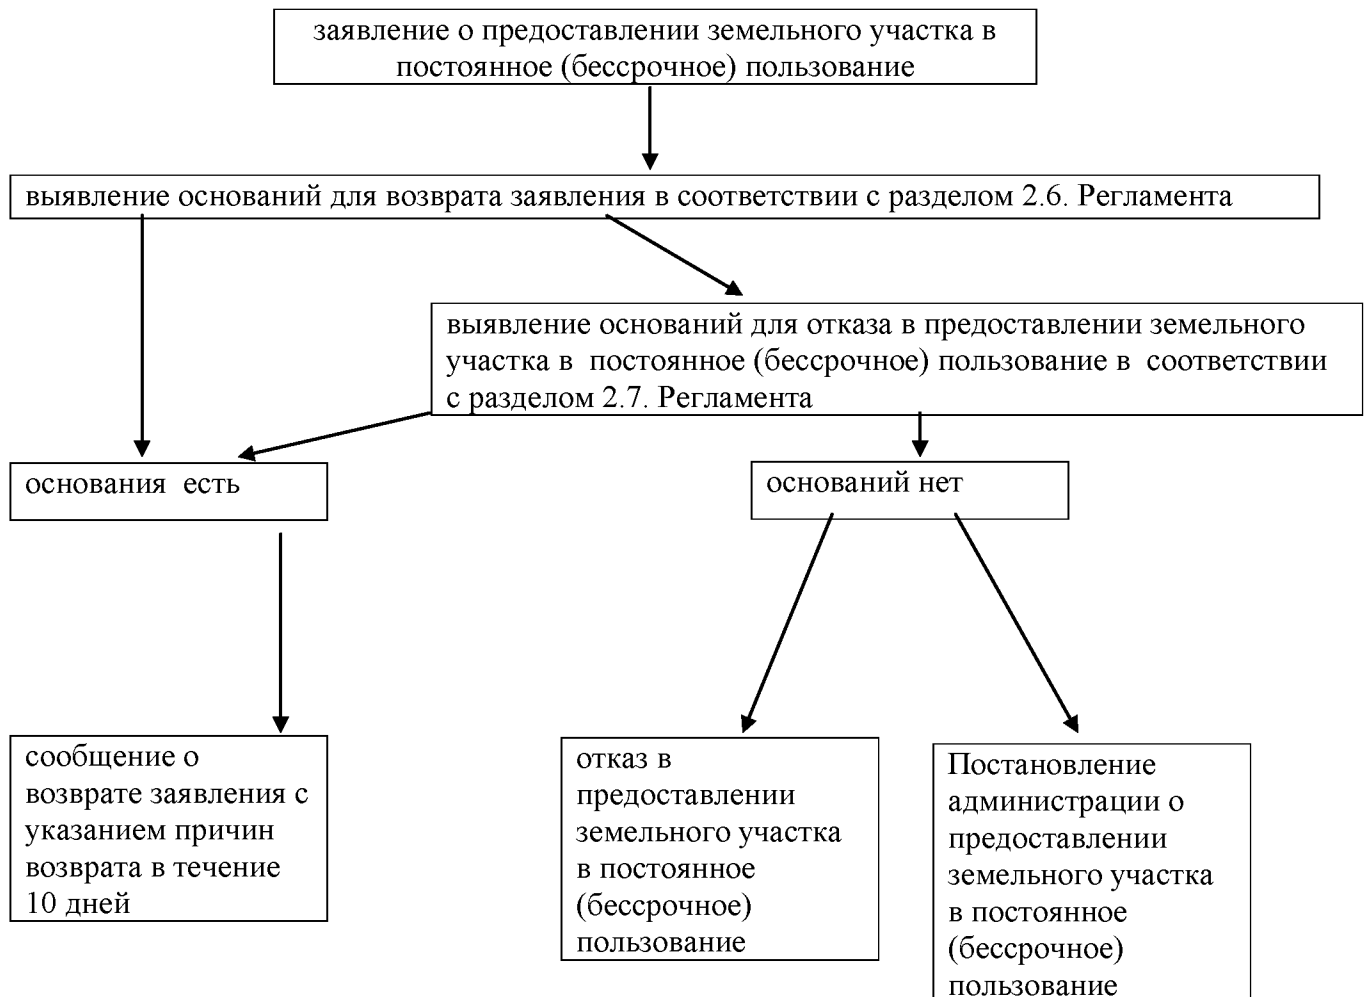 заявление о предоставлении земельного участка в
постоянное (бессрочное) пользование
выявление оснований для возврата заявления в соответствии с разделом 2.6. Регламента
выявление оснований для отказа в предоставлении земельного
участка в  постоянное (бессрочное) пользование в  соответствии
с разделом 2.7. Регламента
основания  есть
оснований нет
сообщение о
возврате заявления с
указанием причин
возврата в течение
10 дней
отказ в
предоставлении
земельного участка
в постоянное
(бессрочное)
пользование
Постановление
администрации о
предоставлении
земельного участка
в постоянное
(бессрочное)
пользование